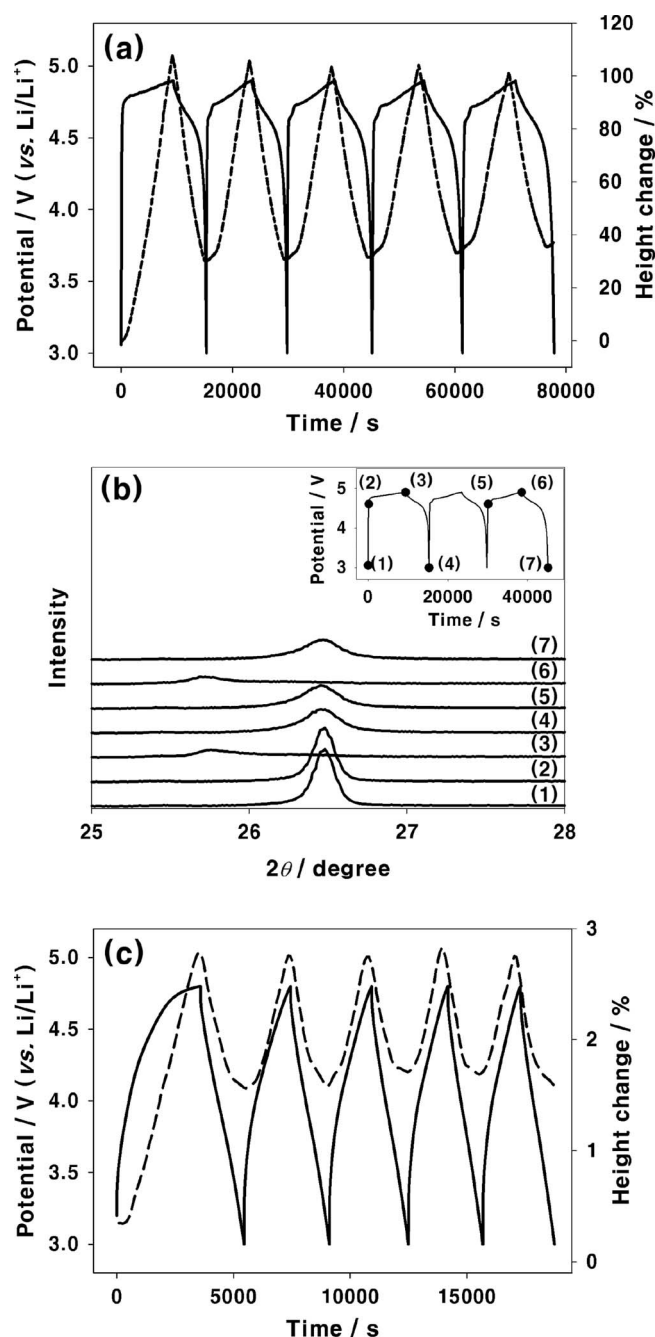 (a)
Potential / V (vs. Li/Li⁺)
5.0
4.5
4.0
3.5
3.0
120
100
80
60
40
20
0
Height change / %
0 20000 40000 60000 80000
Time / s
(b)
Intensity
Potential / V
5
4
3
(2) (3) (5) (6)
(1) (4) (7)
0 20000 40000
Time / s
(7)
(6)
(5)
(4)
(3)
(2)
(1)
25 26 27 28
2θ / degree
(c)
Potential / V (vs. Li/Li⁺)
5.0
4.5
4.0
3.5
3.0
3
2
1
0
Height change / %
0 5000 10000 15000
Time / s